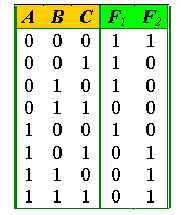 A B C F₁ F₂
0 0 0 1 1
0 0 1 1 0
0 1 0 1 0
0 1 1 0 0
1 0 0 1 0
1 0 1 0 1
1 1 0 0 1
1 1 1 0 1